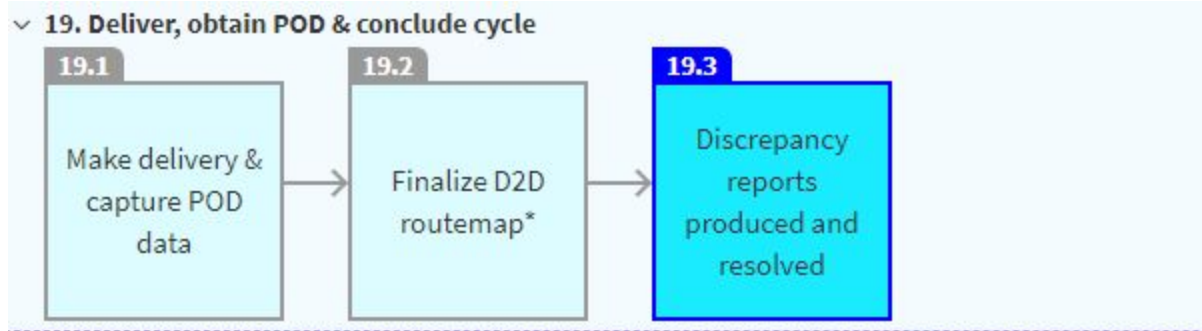 19. Deliver, obtain POD & conclude cycle
19.1
Make delivery &
capture POD
data
19.2
Finalize D2D
routemap*
19.3
Discrepancy
reports
produced and
resolved